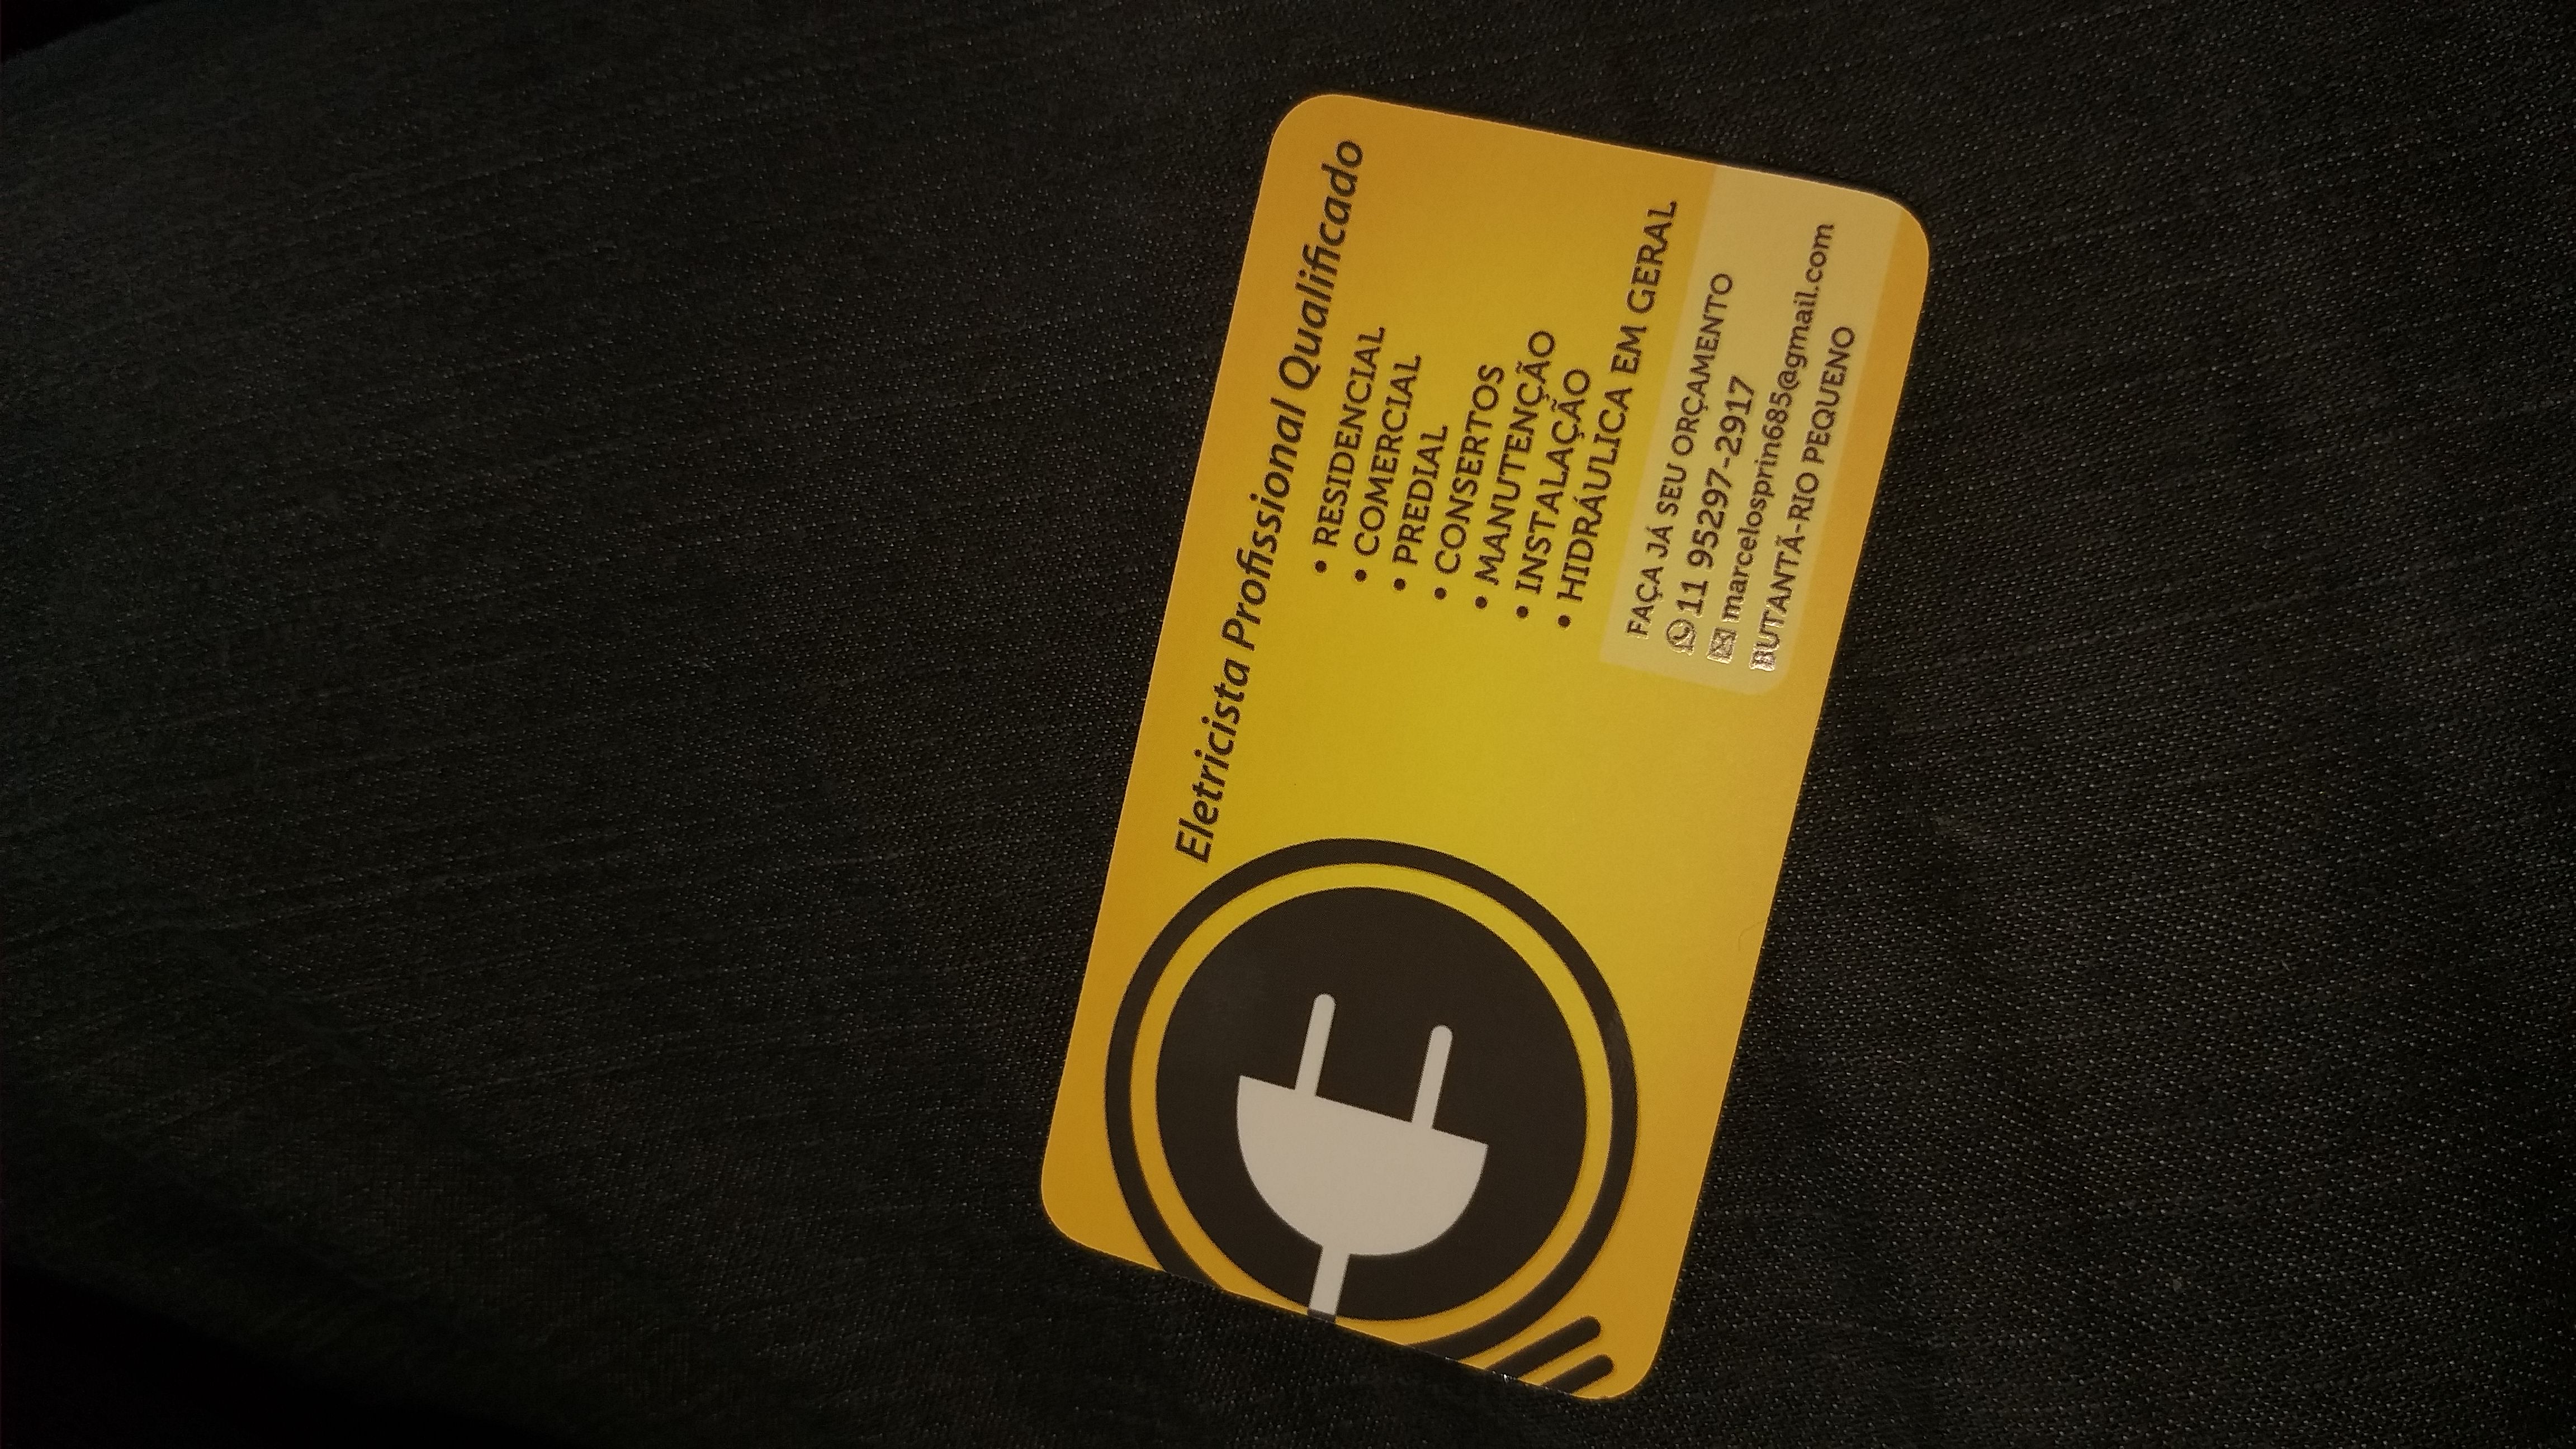 Eletricista Profissional Qualificado
• RESIDENCIAL
• COMERCIAL
• PREDIAL
• CONSERTOS
• MANUTENÇÃO
• INSTALAÇÃO
• HIDRÁULICA EM GERAL
FAÇA JÁ SEU ORÇAMENTO
11 95297-2917
marcelosprin6685@gmail.com
BUTANTÃ-RIO PEQUENO